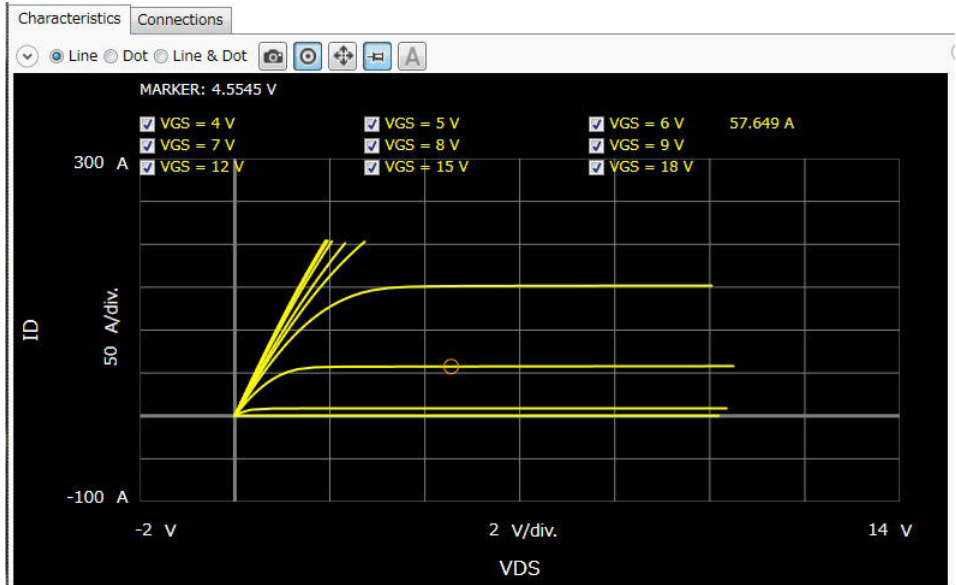 Characteristics Connections
Line Dot Line & Dot A
MARKER: 4.5545 V
VGS = 4 V VGS = 5 V VGS = 6 V 57.649 A
VGS = 7 V VGS = 8 V VGS = 9 V
300 A VGS = 12 V VGS = 15 V VGS = 18 V
ID
50 A/div.
-100 A
-2 V 2 V/div. 14 V
VDS